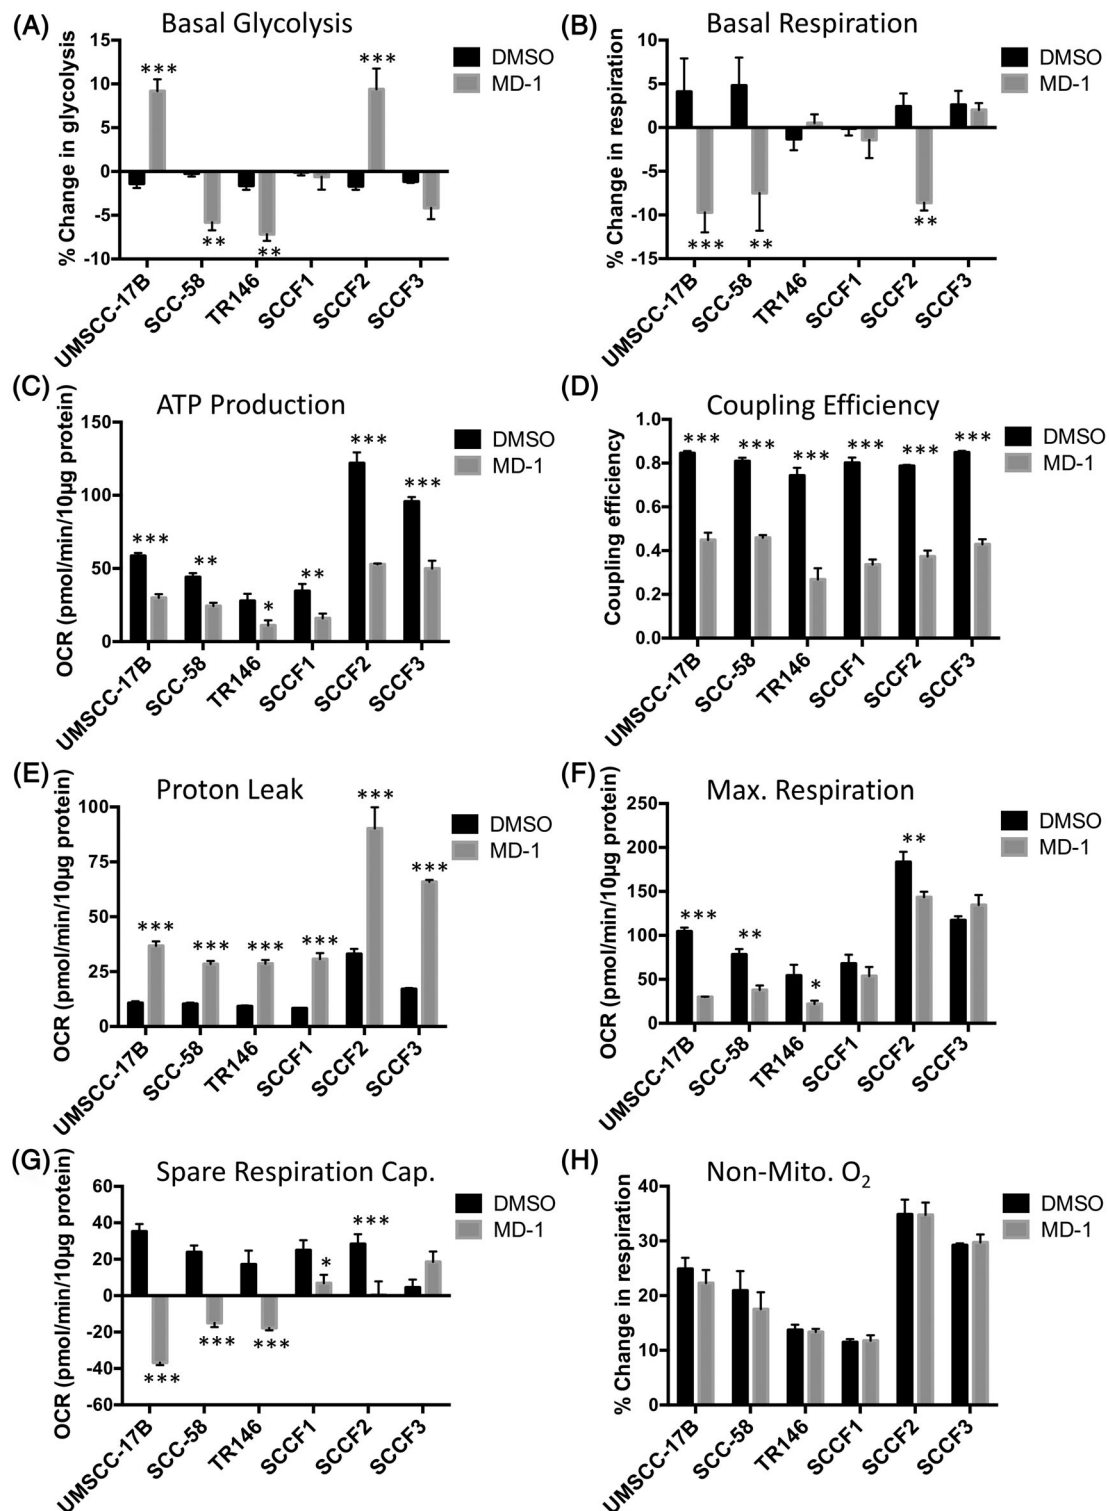 (A) Basal Glycolysis
% Change in glycolysis
15
10
5
0
-5
-10
***
**
**
***
DMSO
MD-1
UMSCC-17B
SCC-58
TR146
SCCF1
SCCF2
SCCF3
(B) Basal Respiration
% Change in respiration
10
5
0
-5
-10
-15
***
**
**
DMSO
MD-1
UMSCC-17B
SCC-58
TR146
SCCF1
SCCF2
SCCF3
(C) ATP Production
OCR (pmol/min/10µg protein)
150
100
50
0
***
**
*
**
***
***
DMSO
MD-1
UMSCC-17B
SCC-58
TR146
SCCF1
SCCF2
SCCF3
(D) Coupling Efficiency
Coupling efficiency
1.0
0.8
0.6
0.4
0.2
0.0
***
***
***
***
***
***
DMSO
MD-1
UMSCC-17B
SCC-58
TR146
SCCF1
SCCF2
SCCF3
(E) Proton Leak
OCR (pmol/min/10µg protein)
100
75
50
25
0
***
***
***
***
***
***
DMSO
MD-1
UMSCC-17B
SCC-58
TR146
SCCF1
SCCF2
SCCF3
(F) Max. Respiration
OCR (pmol/min/10µg protein)
250
200
150
100
50
0
***
**
*
**
DMSO
MD-1
UMSCC-17B
SCC-58
TR146
SCCF1
SCCF2
SCCF3
(G) Spare Respiration Cap.
OCR (pmol/min/10µg protein)
60
40
20
0
-20
-40
-60
***
***
***
*
***
DMSO
MD-1
UMSCC-17B
SCC-58
TR146
SCCF1
SCCF2
SCCF3
(H) Non-Mito. O₂
% Change in respiration
40
30
20
10
0
DMSO
MD-1
UMSCC-17B
SCC-58
TR146
SCCF1
SCCF2
SCCF3